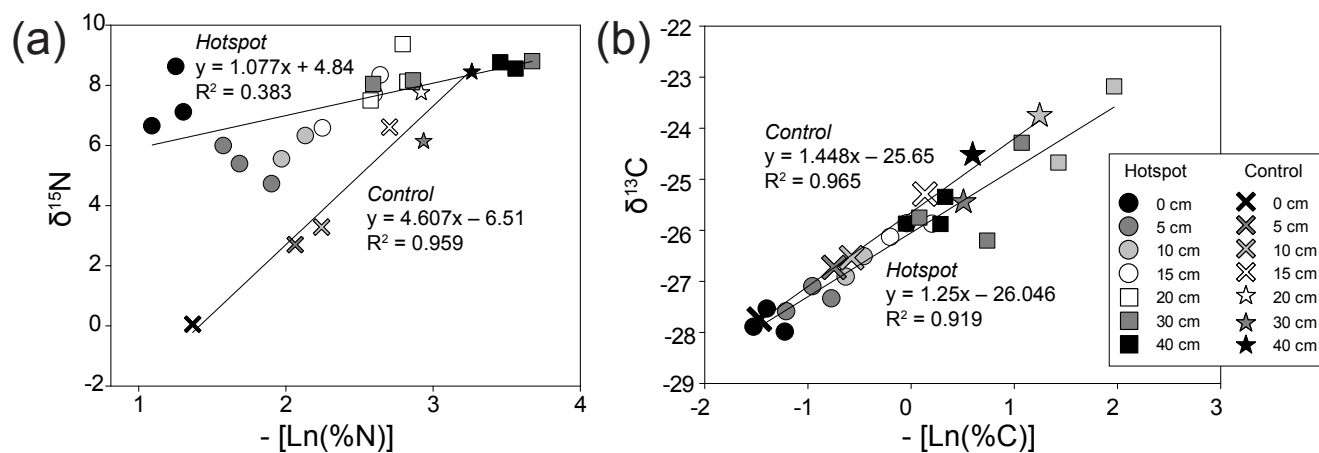 (a)
10
8
6
4
2
0
-2
δ¹⁵N
1
2
3
4
- [Ln(%N)]
Hotspot
y = 1.077x + 4.84
R² = 0.383
Control
y = 4.607x – 6.51
R² = 0.959
(b)
-22
-23
-24
-25
-26
-27
-28
-29
δ¹³C
-2
-1
0
1
2
3
- [Ln(%C)]
Control
y = 1.448x – 25.65
R² = 0.965
Hotspot
y = 1.25x – 26.046
R² = 0.919
Hotspot Control
0 cm 0 cm
5 cm 5 cm
10 cm 10 cm
15 cm 15 cm
20 cm 20 cm
30 cm 30 cm
40 cm 40 cm